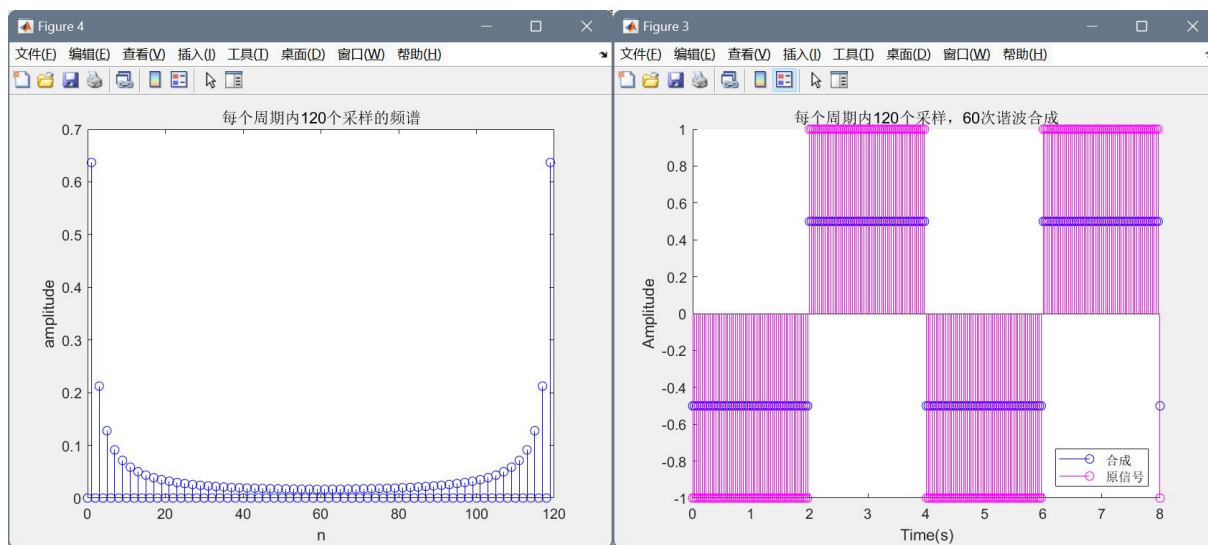 Figure 4
文件(F) 编辑(E) 查看(V) 插入(I) 工具(T) 桌面(D) 窗口(W) 帮助(H)
每个周期内120个采样的频谱
0.7
0.6
0.5
0.4
0.3
0.2
0.1
0
amplitude
0 20 40 60 80 100 120
n
Figure 3
文件(F) 编辑(E) 查看(V) 插入(I) 工具(T) 桌面(D) 窗口(W) 帮助(H)
每个周期内120个采样，60次谐波合成
1
0.8
0.6
0.4
0.2
0
-0.2
-0.4
-0.6
-0.8
-1
Amplitude
合成
原信号
0 1 2 3 4 5 6 7 8
Time(s)